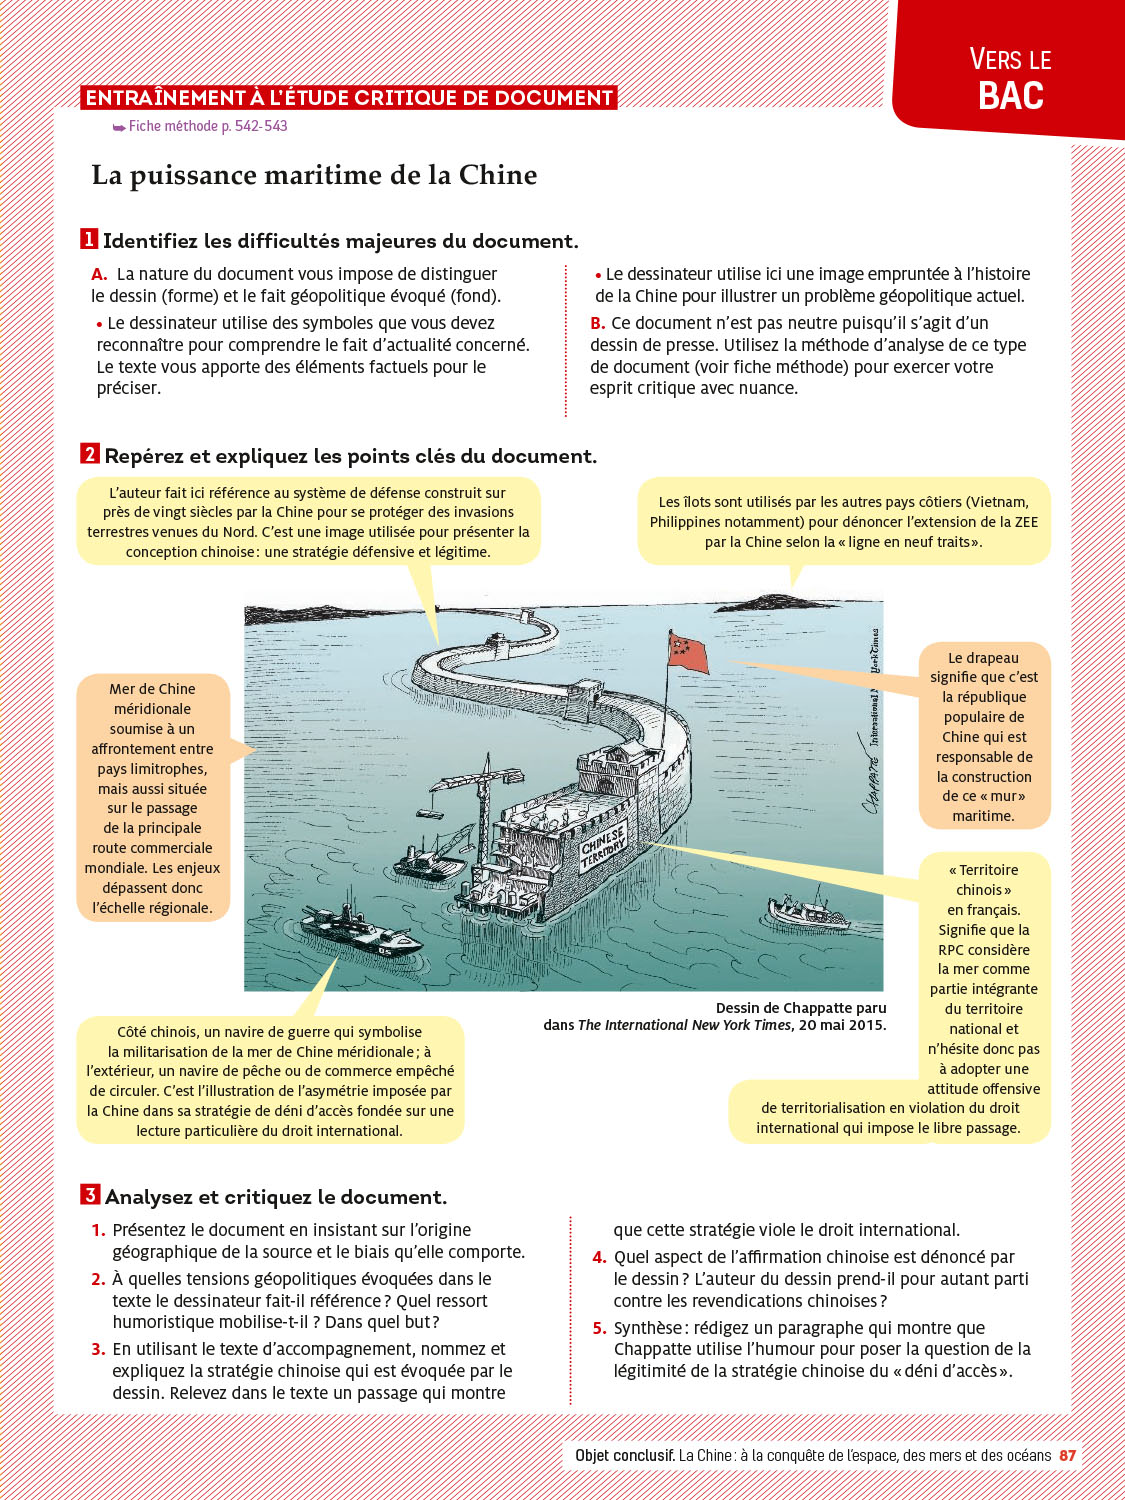 VERS LE
BAC
ENTRAÎNEMENT À L'ÉTUDE CRITIQUE DE DOCUMENT
➥ Fiche méthode p. 542-543
La puissance maritime de la Chine
1 Identifiez les difficultés majeures du document.
A. La nature du document vous impose de distinguer
le dessin (forme) et le fait géopolitique évoqué (fond).
• Le dessinateur utilise des symboles que vous devez
reconnaître pour comprendre le fait d'actualité concerné.
Le texte vous apporte des éléments factuels pour le
préciser.
• Le dessinateur utilise ici une image empruntée à l'histoire
de la Chine pour illustrer un problème géopolitique actuel.
B. Ce document n'est pas neutre puisqu'il s'agit d'un
dessin de presse. Utilisez la méthode d'analyse de ce type
de document (voir fiche méthode) pour exercer votre
esprit critique avec nuance.
2 Repérez et expliquez les points clés du document.
L'auteur fait ici référence au système de défense construit sur
près de vingt siècles par la Chine pour se protéger des invasions
terrestres venues du Nord. C'est une image utilisée pour présenter la
conception chinoise : une stratégie défensive et légitime.
Les îlots sont utilisés par les autres pays côtiers (Vietnam,
Philippines notamment) pour dénoncer l'extension de la ZEE
par la Chine selon la « ligne en neuf traits ».
Mer de Chine
méridionale
soumise à un
affrontement entre
pays limitrophes,
mais aussi située
sur le passage
de la principale
route commerciale
mondiale. Les enjeux
dépassent donc
l'échelle régionale.
Le drapeau
signifie que c'est
la république
populaire de
Chine qui est
responsable de
la construction
de ce « mur »
maritime.
CHINESE
TERRITORY
CHAPPATTE
International
York Times
« Territoire
chinois »
en français.
Signifie que la
RPC considère
la mer comme
partie intégrante
du territoire
national et
n'hésite donc pas
à adopter une
attitude offensive
de territorialisation en violation du droit
international qui impose le libre passage.
Dessin de Chappatte paru
dans The International New York Times, 20 mai 2015.
Côté chinois, un navire de guerre qui symbolise
la militarisation de la mer de Chine méridionale ; à
l'extérieur, un navire de pêche ou de commerce empêché
de circuler. C'est l'illustration de l'asymétrie imposée par
la Chine dans sa stratégie de déni d'accès fondée sur une
lecture particulière du droit international.
3 Analysez et critiquez le document.
1. Présentez le document en insistant sur l'origine
géographique de la source et le biais qu'elle comporte.
2. À quelles tensions géopolitiques évoquées dans le
texte le dessinateur fait-il référence ? Quel ressort
humoristique mobilise-t-il ? Dans quel but ?
3. En utilisant le texte d'accompagnement, nommez et
expliquez la stratégie chinoise qui est évoquée par le
dessin. Relevez dans le texte un passage qui montre
que cette stratégie viole le droit international.
4. Quel aspect de l'affirmation chinoise est dénoncé par
le dessin ? L'auteur du dessin prend-il pour autant parti
contre les revendications chinoises ?
5. Synthèse : rédigez un paragraphe qui montre que
Chappatte utilise l'humour pour poser la question de la
légitimité de la stratégie chinoise du « déni d'accès ».
Objet conclusif. La Chine : à la conquête de l'espace, des mers et des océans 87